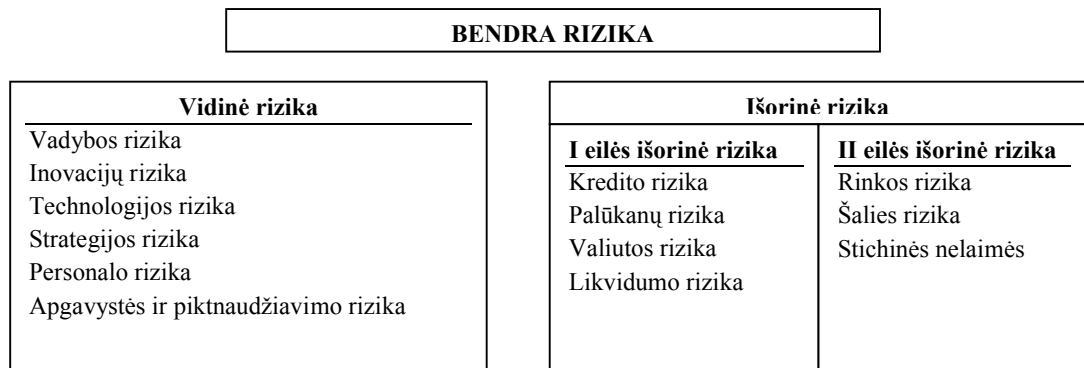 BENDRA RIZIKA
Vidinė rizika
Vadybos rizika
Inovacijų rizika
Technologijos rizika
Strategijos rizika
Personalo rizika
Apgavystės ir piktnaudžiavimo rizika
Išorinė rizika
I eilės išorinė rizika
Kredito rizika
Palūkanų rizika
Valiutos rizika
Likvidumo rizika
II eilės išorinė rizika
Rinkos rizika
Šalies rizika
Stichinės nelaimės